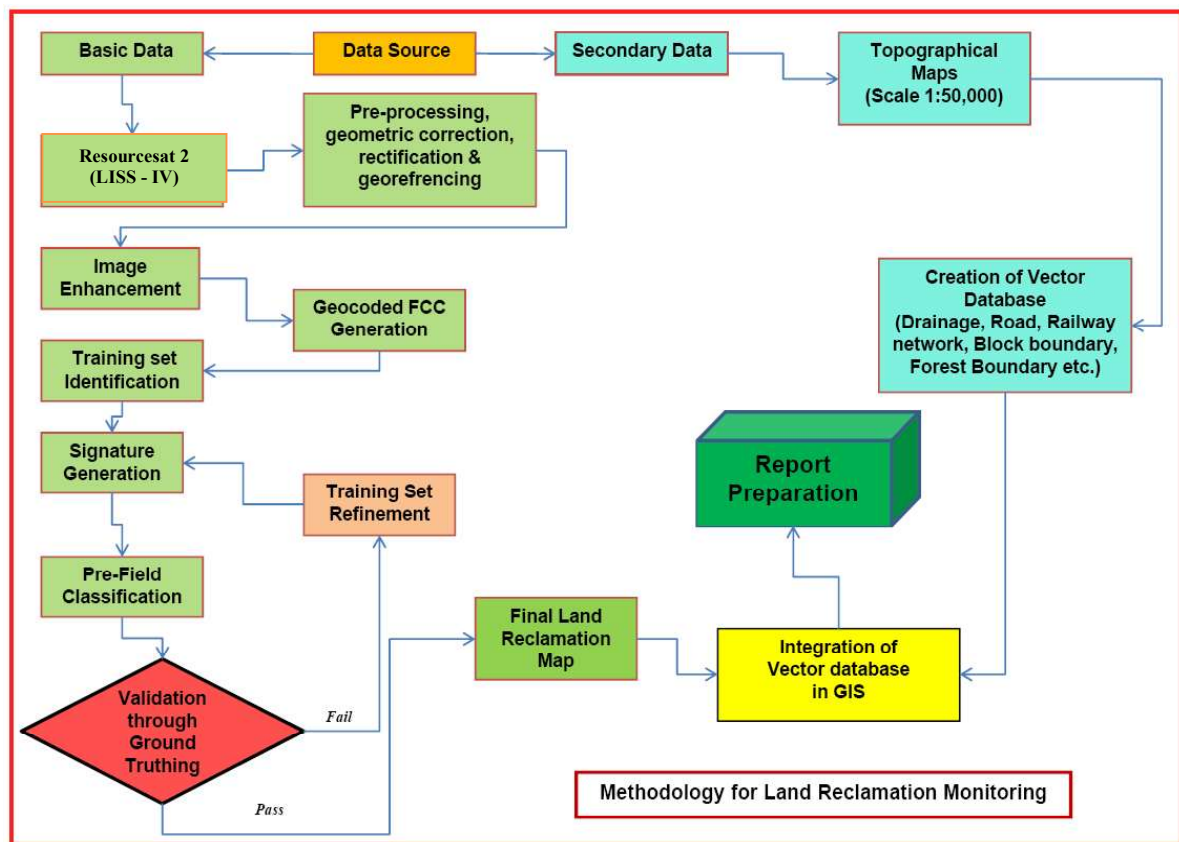 Basic Data
Data Source
Secondary Data
Topographical
Maps
(Scale 1:50,000)
Resourcesat 2
(LISS - IV)
Pre-processing,
geometric correction,
rectification &
georefrencing
Image
Enhancement
Geocoded FCC
Generation
Creation of Vector
Database
(Drainage, Road, Railway
network, Block boundary,
Forest Boundary etc.)
Training set
Identification
Signature
Generation
Training Set
Refinement
Report
Preparation
Pre-Field
Classification
Final Land
Reclamation
Map
Integration of
Vector database
in GIS
Validation
through
Ground
Truthing
Fail
Pass
Methodology for Land Reclamation Monitoring